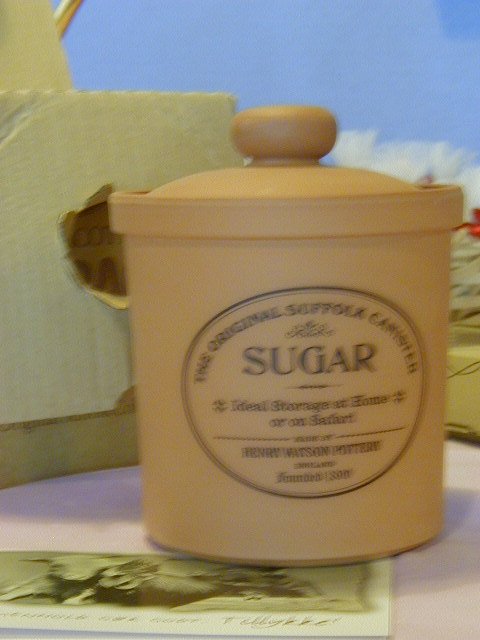 THE ORIGINAL SUFFOLK CANISTER
SUGAR
Ideal Storage at Home
or on Safari
MADE BY
HENRY WATSON POTTERY
ENGLAND
Founded 1800